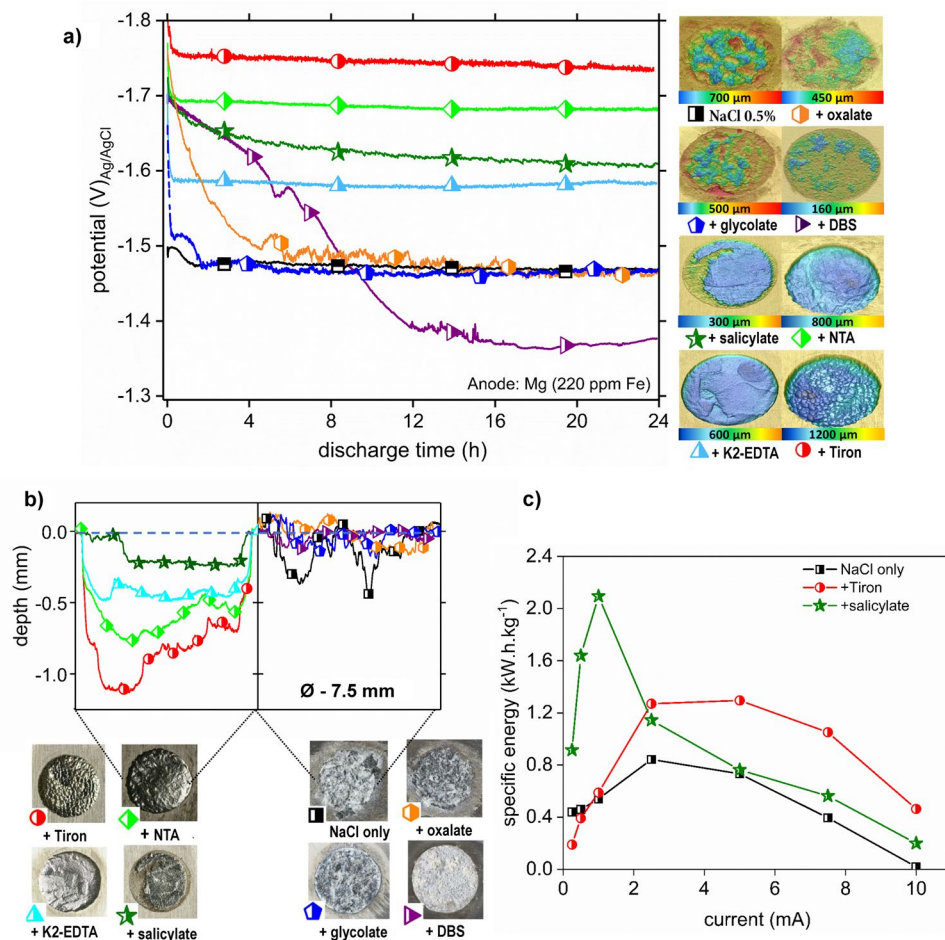 a)
-1.8
-1.7
-1.6
-1.5
-1.4
-1.3
potential (V)Ag/AgCl
0 4 8 12 16 20 24
discharge time (h)
Anode: Mg (220 ppm Fe)
700 µm 450 µm
NaCl 0.5% + oxalate
500 µm 160 µm
+ glycolate + DBS
300 µm 800 µm
+ salicylate + NTA
600 µm 1200 µm
+ K2-EDTA + Tiron
b)
0.0
-0.5
-1.0
depth (mm)
Ø - 7.5 mm
+ Tiron + NTA
NaCl only + oxalate
+ K2-EDTA + salicylate
+ glycolate + DBS
c)
2.4
2.0
1.6
1.2
0.8
0.4
0.0
specific energy (kW.h.kg-1)
NaCl only
+Tiron
+salicylate
0 2 4 6 8 10
current (mA)